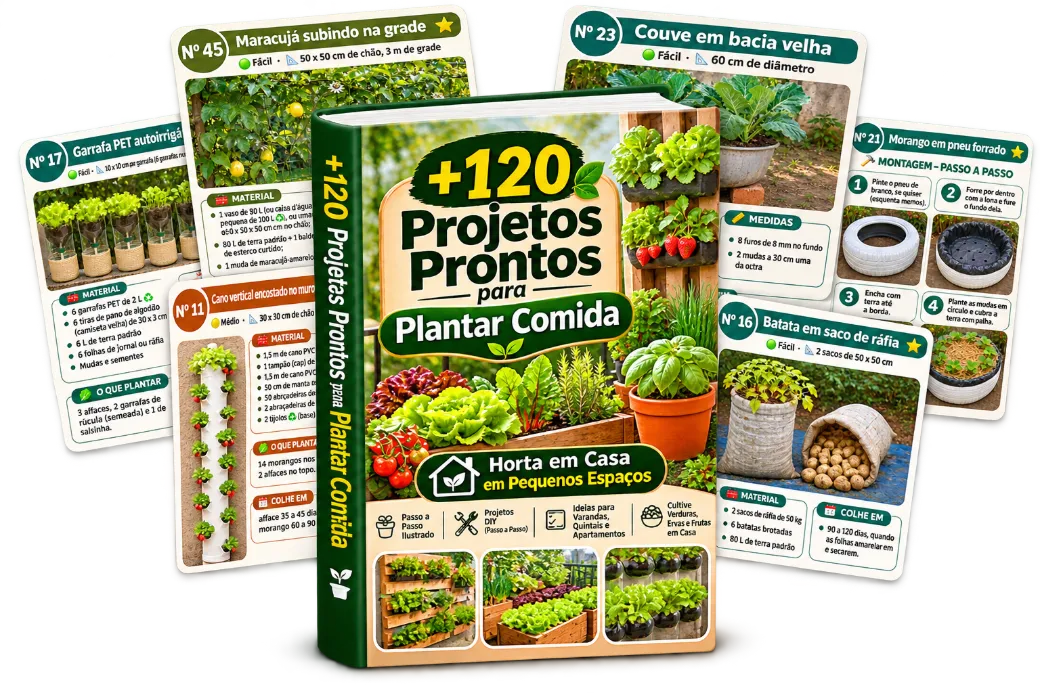 Nº 45
Maracujá subindo na grade
Fácil · 50 x 50 cm de chão, 3 m de grade
MATERIAL
1 vaso de 80 L (ou caixa d'água
pequena de 100 L), ou uma
50 x 50 cm no chão;
80 L de terra padrão + 1 balde
de esterco curtido;
1 muda de maracujá-amarelo
Nº 23
Couve em bacia velha
Fácil · 60 cm de diâmetro
MEDIDAS
8 furos de 8 mm no fundo
2 mudas a 30 cm uma
da octra
Nº 17
Garrafa PET autoirrigá
Fácil · 10 x 10 cm por garrafa (6 garrafas
MATERIAL
6 garrafas PET de 2 L
6 tiras de pano de algodão
(camiseta velha) de 30 x 3 cm
6 L de terra padrão
6 folhas de jornal ou ráfia
Mudas e sementes
O QUE PLANTAR
3 alfaces, 2 garrafas de
rúcula (semeada) e 1 de
salsinha.
Nº 11
Cano vertical encostado no muro
Médio · 30 x 30 cm de chão
MATERIAL
1,5 m de cano PVC
1 tampão (cap) de
1,5 m de cano PVC
50 cm de manta
50 abraçadeiras de
2 abraçadeiras
2 tijolos (base)
O QUE PLANTA
14 morangos nos
2 alfaces no topo.
COLHE EM
alface 35 a 45 dia
morango 60 a 90
+120 Projetos Prontos para Plantar Comida
+120
Projetos
Prontos
para
Plantar Comida
Horta em Casa
em Pequenos Espaços
Passo a
Passo
Ilustrado
Projetos
DIY
(Passo a Passo)
Ideias para
Varandas,
Quintais e
Apartamentos
Cultive
Verduras,
Ervas e Frutas
em Casa
Nº 21
Morango em pneu forrado
MONTAGEM – PASSO A PASSO
1
Pinte o pneu de
branco, se quiser
(esquenta menos).
2
Forre por dentro
com a lona e fure
o fundo dela.
3
Encha com
terra até a
borda.
4
Plante as mudas em
círculo e cubra a
terra com palha.
Nº 16
Batata em saco de ráfia
Fácil · 2 sacos de 50 x 50 cm
MATERIAL
2 sacos de ráfia de 50 kg
6 batatas brotadas
80 L de terra padrão
COLHE EM
90 a 120 dias, quando
as folhas amarelar em
e secarem.